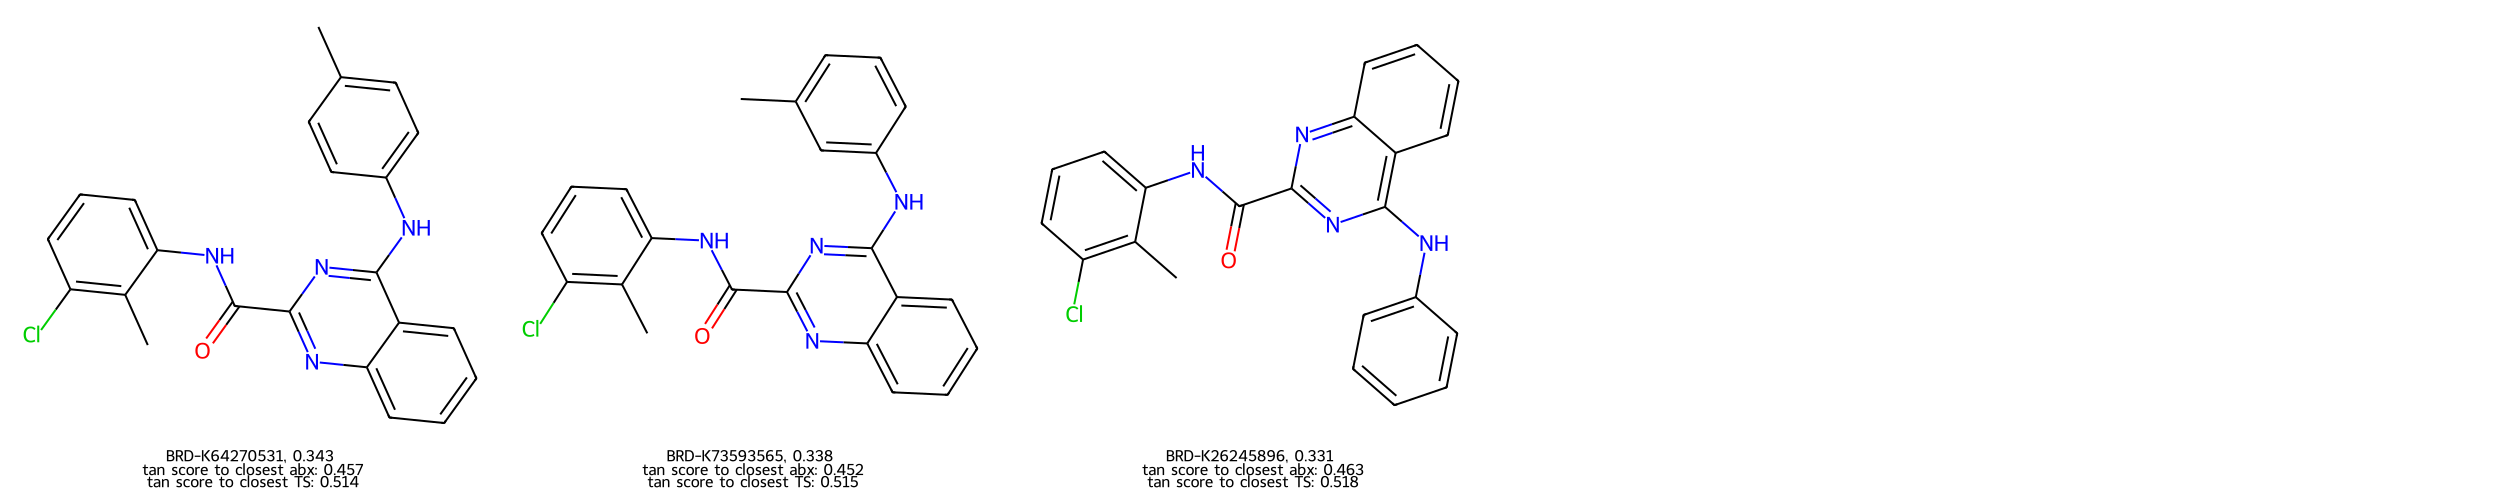 NH
N
NH
N
O
Cl
BRD-K64270531, 0.343
tan score to closest abx: 0.457
tan score to closest TS: 0.514
NH
NH
N
N
O
Cl
BRD-K73593565, 0.338
tan score to closest abx: 0.452
tan score to closest TS: 0.515
N
H
N
N
NH
O
Cl
BRD-K26245896, 0.331
tan score to closest abx: 0.463
tan score to closest TS: 0.518